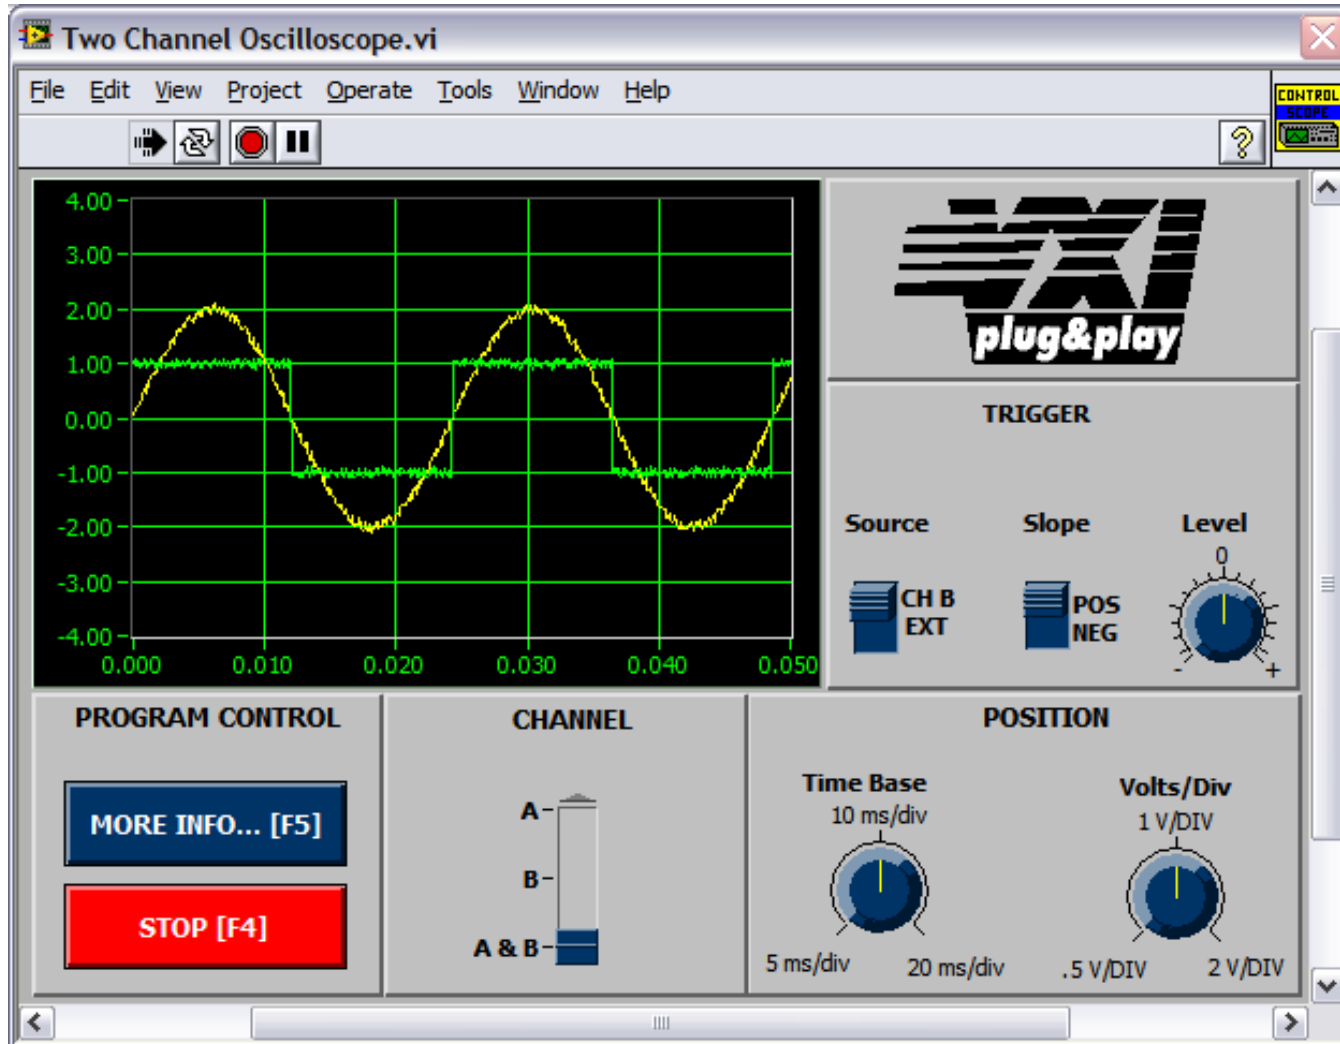 Two Channel Oscilloscope.vi
File Edit View Project Operate Tools Window Help
CONTROL
SCOPE
?
4.00
3.00
2.00
1.00
0.00
-1.00
-2.00
-3.00
-4.00
0.000 0.010 0.020 0.030 0.040 0.050
VXI
plug&play
TRIGGER
Source Slope Level
0
CH B
EXT
POS
NEG
- +
PROGRAM CONTROL
MORE INFO... [F5]
STOP [F4]
CHANNEL
A
B
A & B
POSITION
Time Base
10 ms/div
5 ms/div 20 ms/div
Volts/Div
1 V/DIV
.5 V/DIV 2 V/DIV